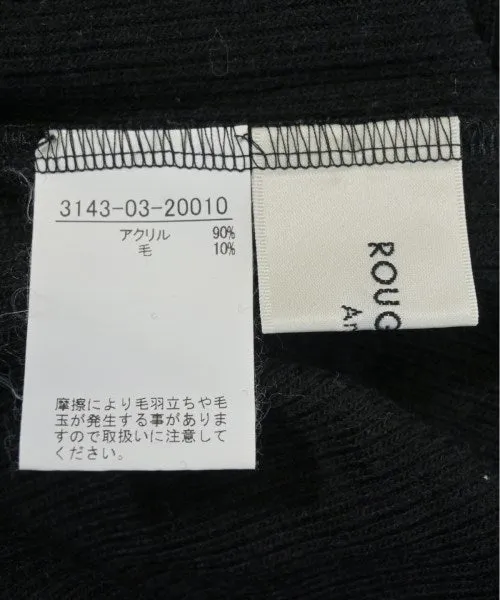 3143-03-20010
アクリル 90%
毛 10%
摩擦により毛羽立ちや毛
玉が発生する事がありま
すので取扱いに注意して
ください。
ROUG